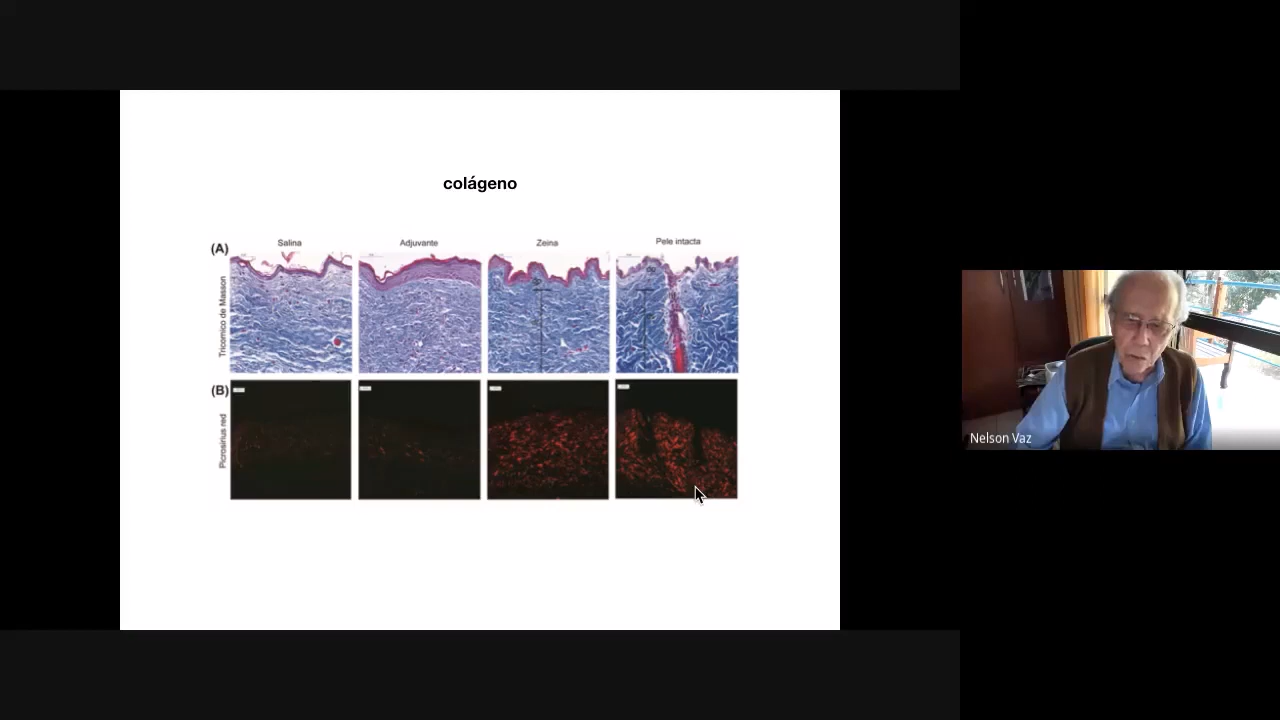 colágeno
(A)
Salina
Adjuvante
Zeina
Pele intacta
Tricomico de Masson
(B)
Picrosirius red
Nelson Vaz